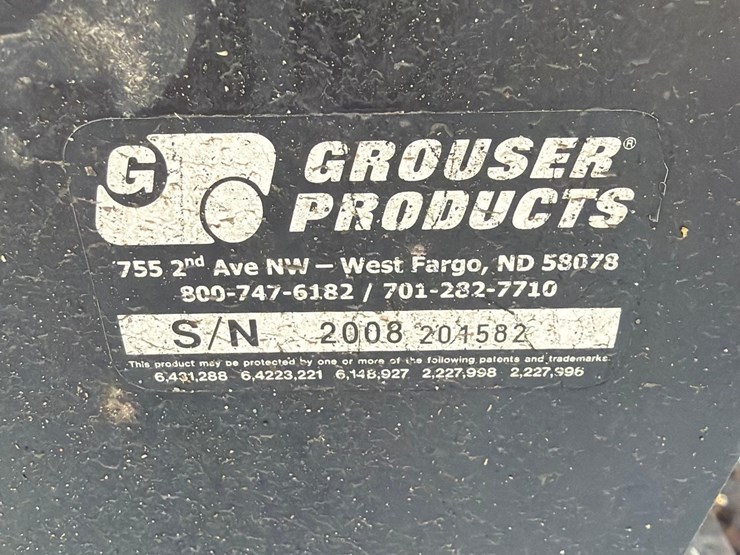 G
GROUSER®
PRODUCTS
755 2nd Ave NW – West Fargo, ND 58078
800-747-6182 / 701-282-7710
S/N 2008 201582
This product may be protected by one or more of the following patents and trademarks
6,431,288 6,4223,221 6,148,927 2,227,998 2,227,996